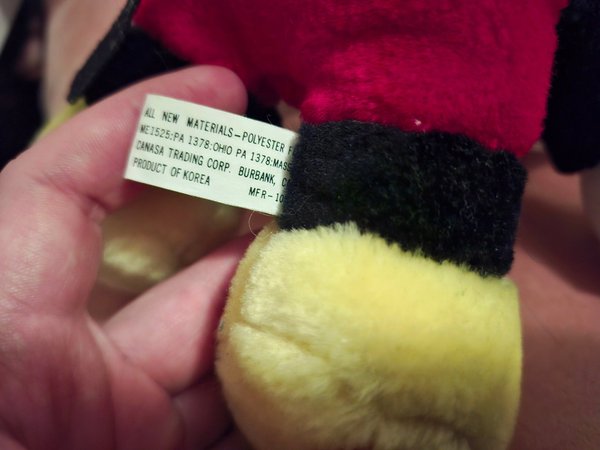 ALL NEW MATERIALS-POLYESTER F
ME1525:PA 1378:OHIO PA 1378:MASS
CANASA TRADING CORP. BURBANK, C
PRODUCT OF KOREA MFR-10